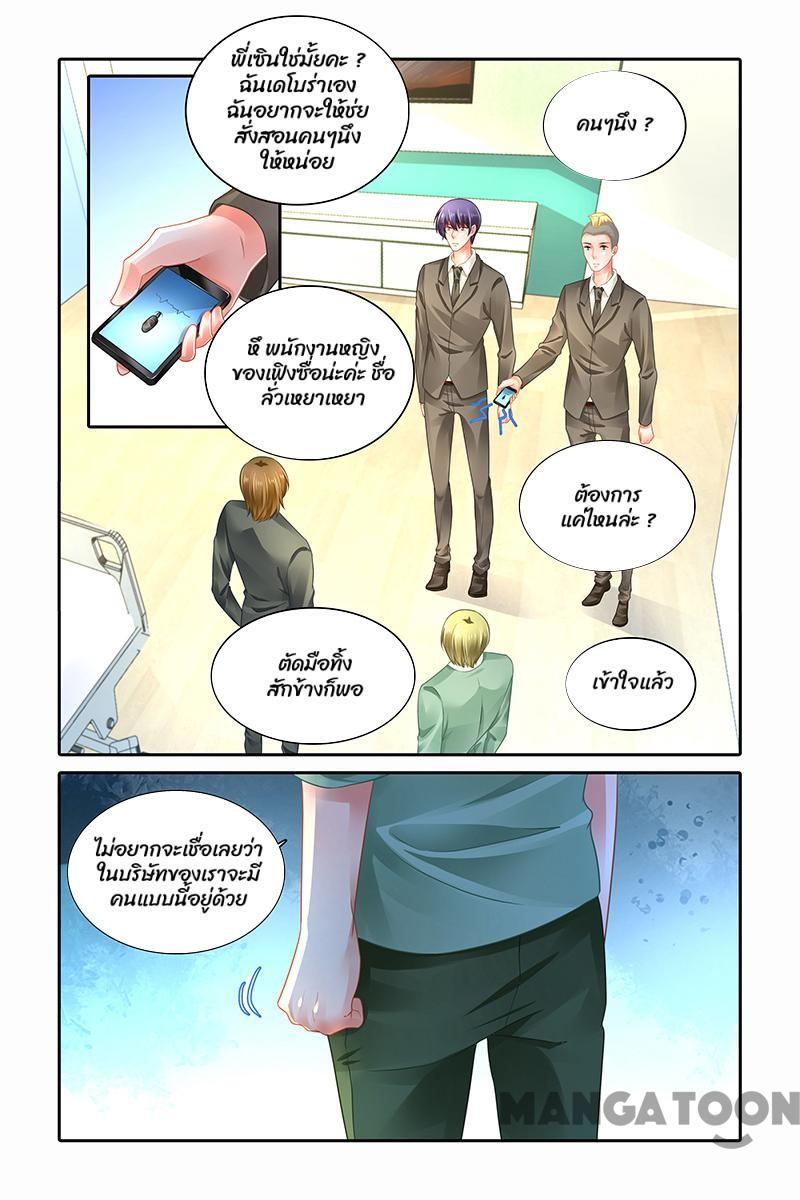 พี่เซินใช่มั้ยคะ ?
ฉันเดโบร่าเอง
ฉันอยากจะให้ช่ย
สั่งสอนคนๆนึง
ให้หน่อย
คนๆนึง ?
หึ พนักงานหญิง
ของเฟิงซื่อน่ะค่ะ ชื่อ
ลั่วเหยาเหยา
ต้องการ
แค่ไหนล่ะ ?
ตัดมือทิ้ง
สักข้างก็พอ
เข้าใจแล้ว
ไม่อยากจะเชื่อเลยว่า
ในบริษัทของเราจะมี
คนแบบนี้อยู่ด้วย
MANGATOON